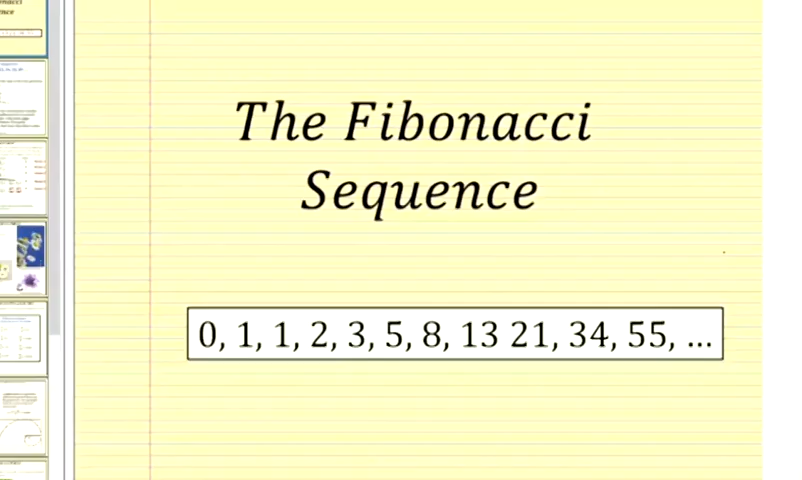 The Fibonacci
Sequence
0, 1, 1, 2, 3, 5, 8, 13 21, 34, 55, ...